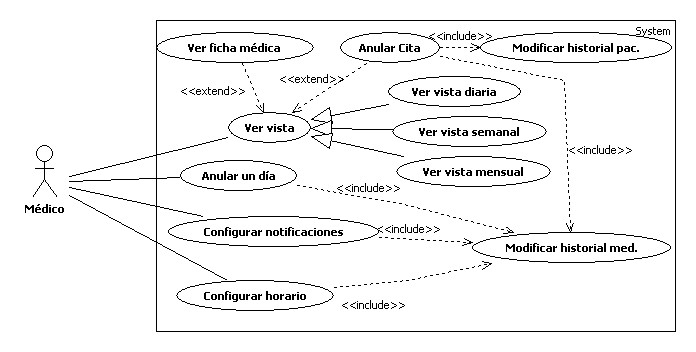 System
Ver ficha médica
Anular Cita
<<include>>
Modificar historial pac.
<<extend>>
<<extend>>
Ver vista diaria
Ver vista
Ver vista semanal
<<include>>
Ver vista mensual
Anular un día
<<include>>
Médico
Configurar notificaciones
<<include>>
Modificar historial med.
Configurar horario
<<include>>